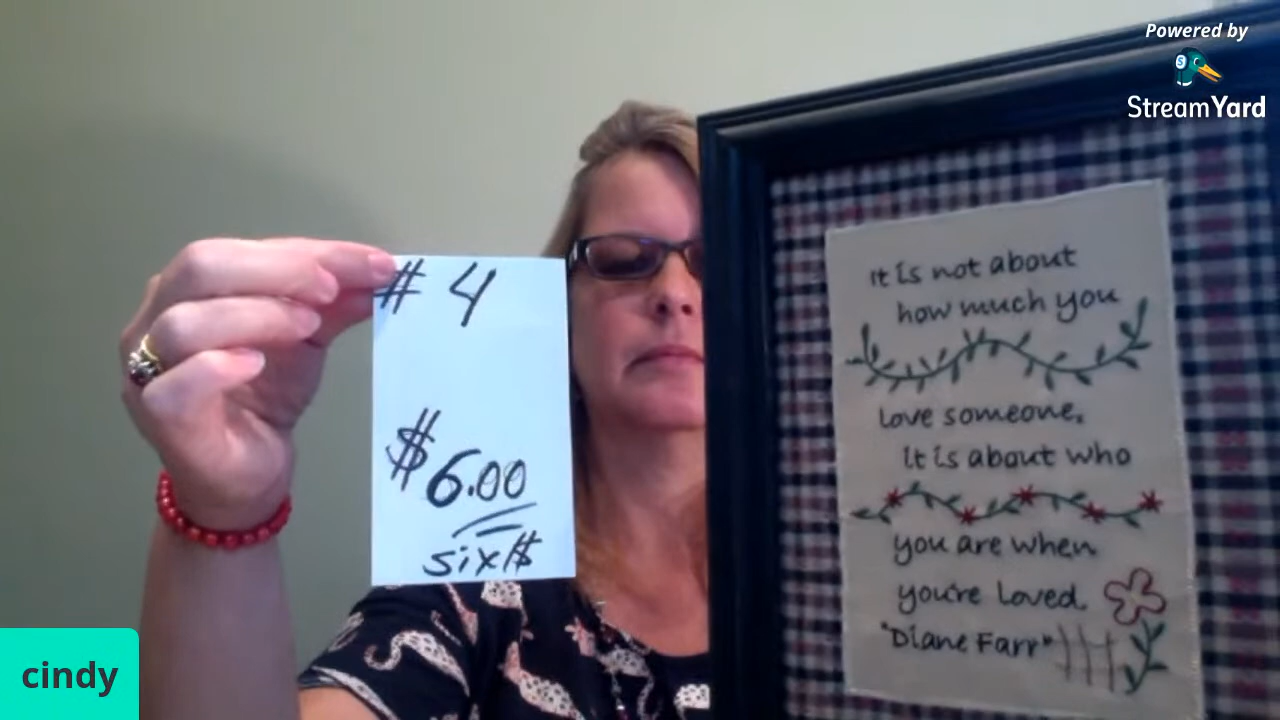 Powered by
StreamYard
# 4
$6.00
six/$
It is not about
how much you
love someone.
It is about who
you are when
you're loved.
"Diane Farr"
cindy